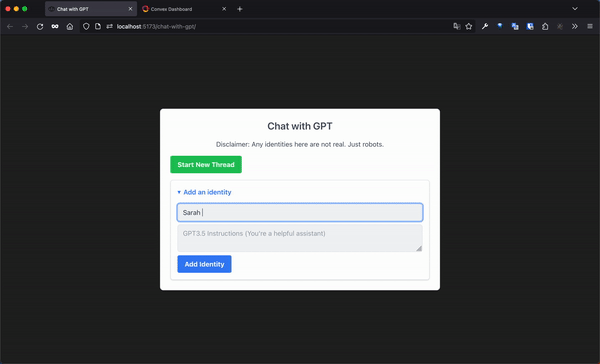 Chat with GPT
Convex Dashboard
localhost:5173/chat-with-gpt/
Chat with GPT
Disclaimer: Any identities here are not real. Just robots.
Start New Thread
Add an identity
Sarah
GPT3.5 Instructions (You're a helpful assistant)
Add Identity